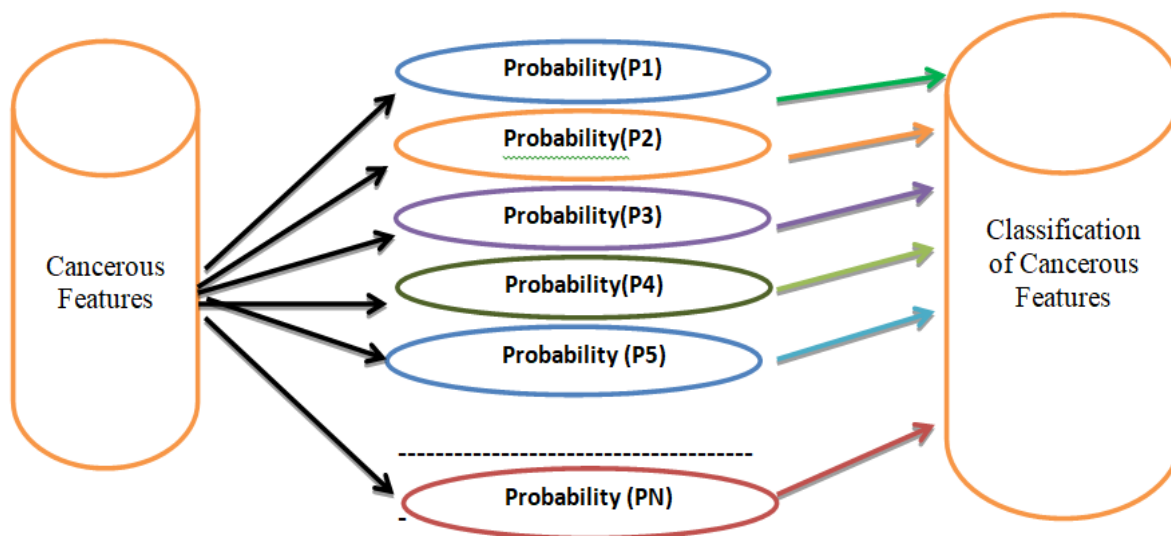 Cancerous
Features
Probability(P1)
Probability(P2)
Probability(P3)
Probability(P4)
Probability (P5)
--------------------------------------
Probability (PN)
-
Classification
of Cancerous
Features